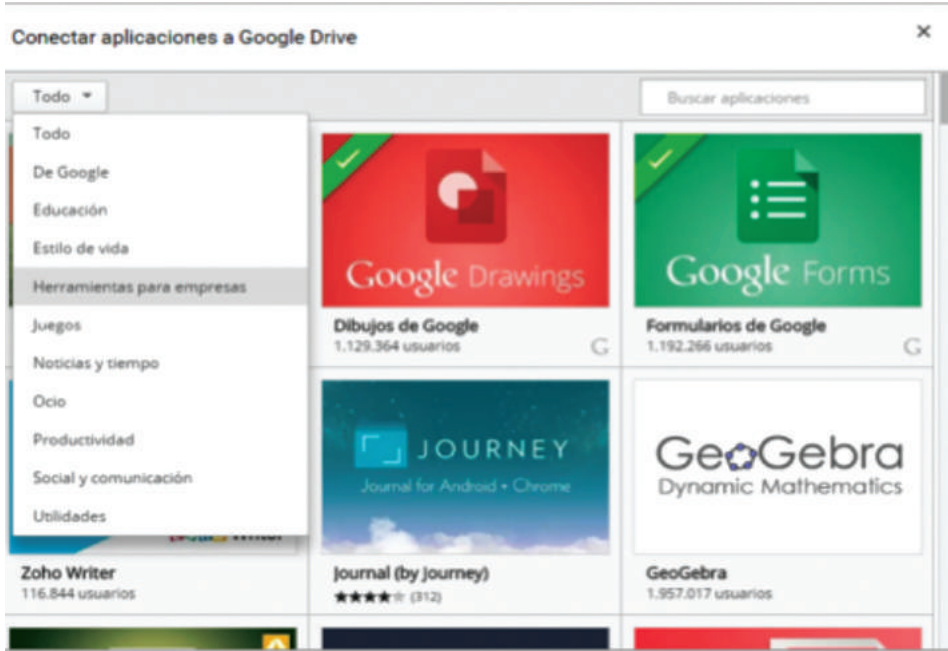 Conectar aplicaciones a Google Drive
×
Todo
Buscar aplicaciones
Todo
De Google
Educación
Estilo de vida
Herramientas para empresas
Juegos
Noticias y tiempo
Ocio
Productividad
Social y comunicación
Utilidades
Google Drawings
Dibujos de Google
1.129.364 usuarios
G
Google Forms
Formularios de Google
1.192.266 usuarios
G
Writer
Zoho Writer
116.844 usuarios
JOURNEY
Journal for Android + Chrome
Journal (by Journey)
★★★★☆ (312)
GeoGebra
Dynamic Mathematics
GeoGebra
1.957.017 usuarios